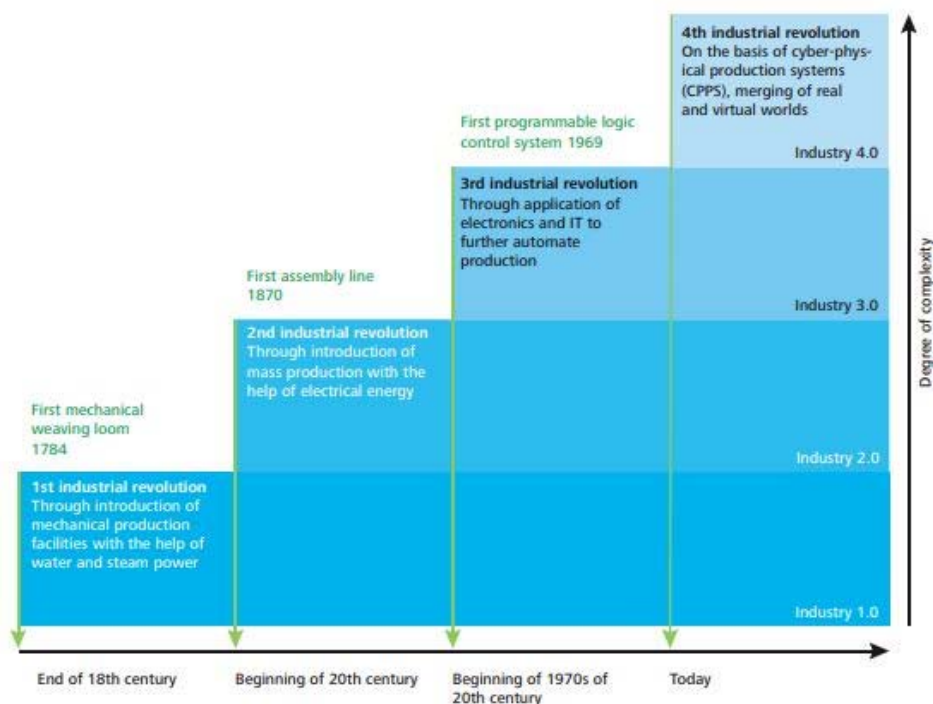 4th industrial revolution
On the basis of cyber-phys-
ical production systems
(CPPS), merging of real
and virtual worlds
Industry 4.0
First programmable logic
control system 1969
3rd industrial revolution
Through application of
electronics and IT to
further automate
production
Industry 3.0
First assembly line
1870
2nd industrial revolution
Through introduction of
mass production with the
help of electrical energy
Industry 2.0
First mechanical
weaving loom
1784
1st industrial revolution
Through introduction of
mechanical production
facilities with the help of
water and steam power
Industry 1.0
Degree of complexity
End of 18th century
Beginning of 20th century
Beginning of 1970s of
20th century
Today